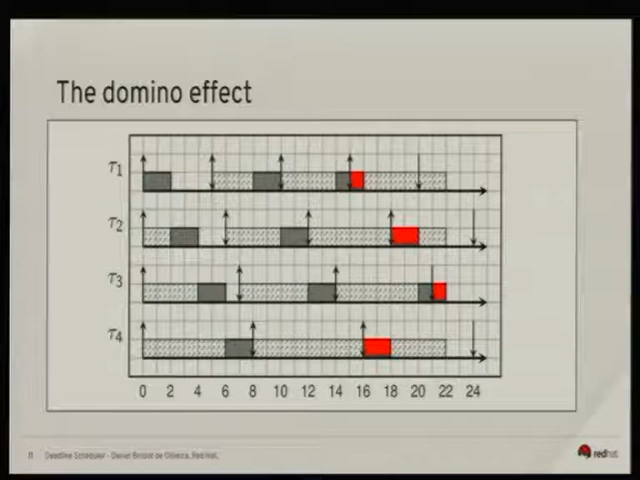 The domino effect
τ1
τ2
τ3
τ4
0 2 4 6 8 10 12 14 16 18 20 22 24
11 Deadline Scheduler - Daniel Bristot de Oliveira, Red Hat.
redhat